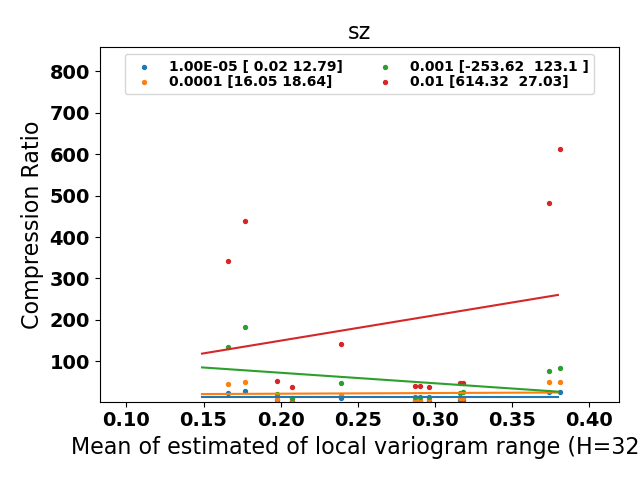 sz
1.00E-05 [ 0.02 12.79]
0.0001 [16.05 18.64]
0.001 [-253.62  123.1 ]
0.01 [614.32  27.03]
Compression Ratio
800
700
600
500
400
300
200
100
0.10 0.15 0.20 0.25 0.30 0.35 0.40
Mean of estimated of local variogram range (H=32